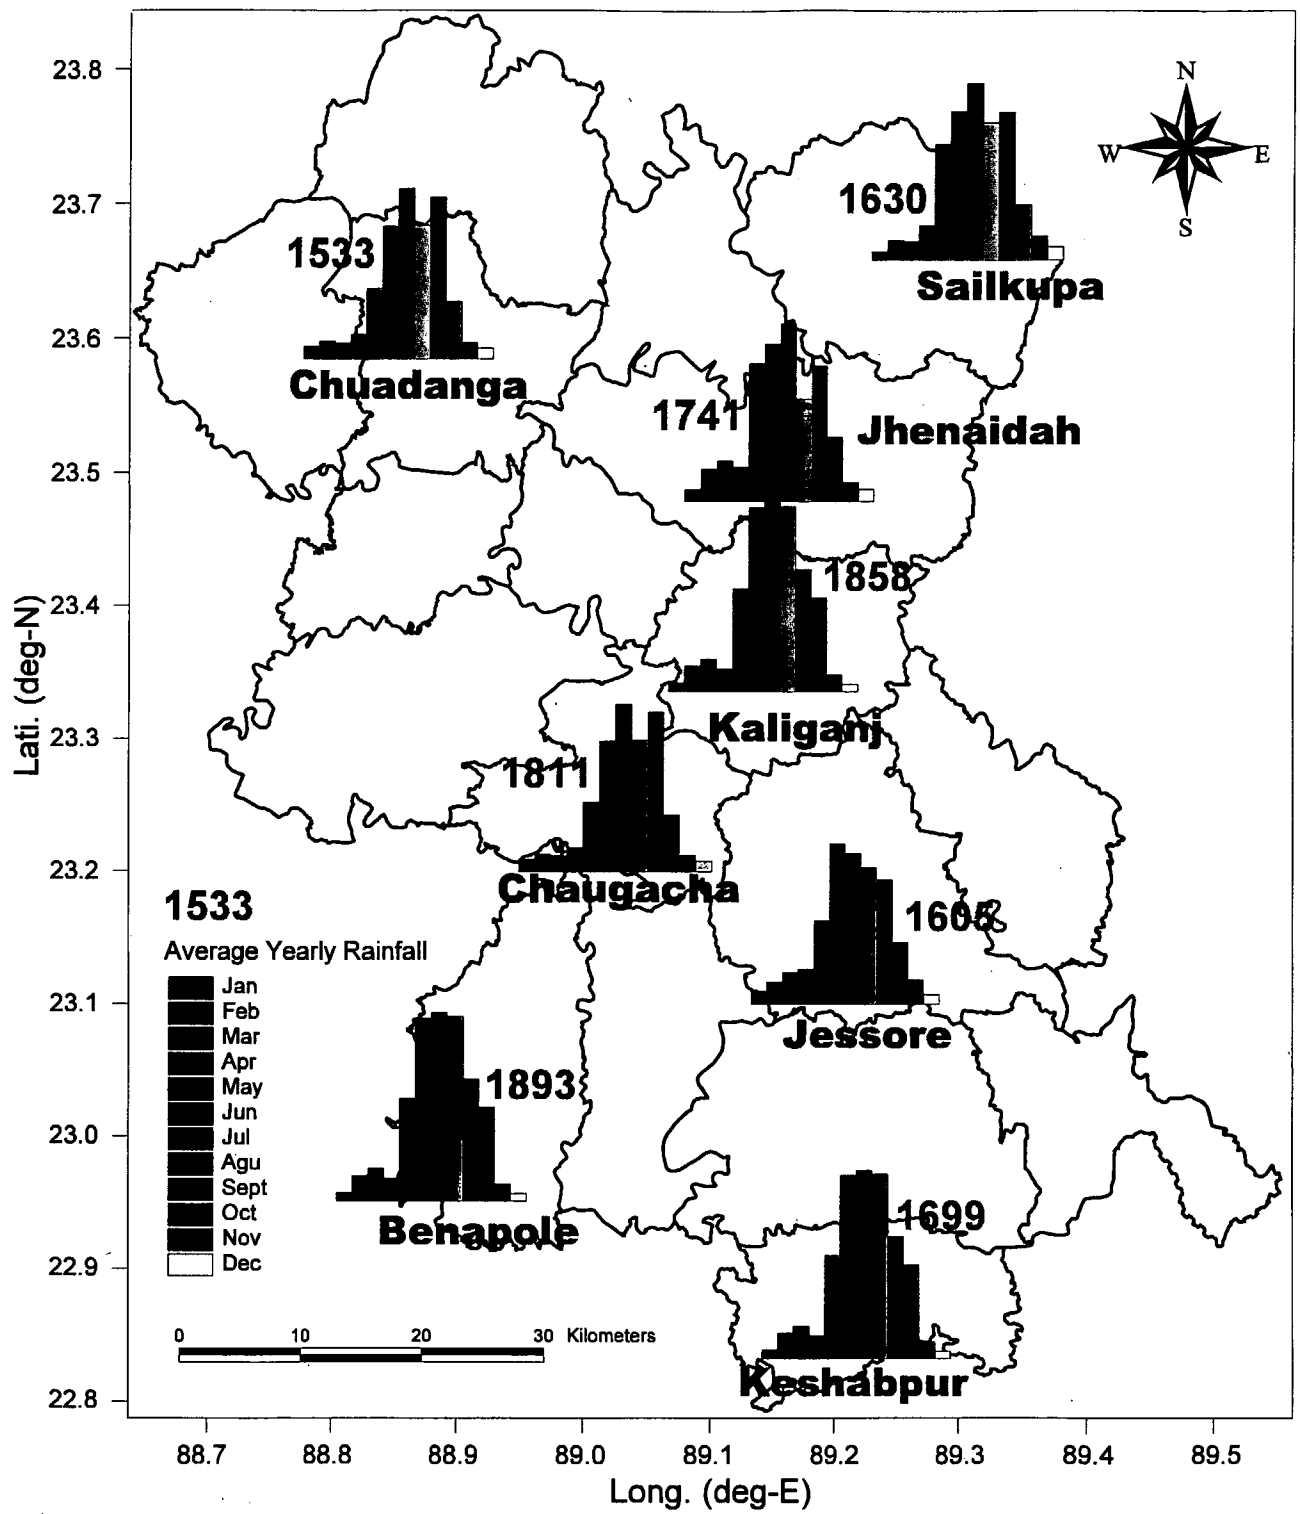 N
W
E
S
23.8
23.7
23.6
23.5
23.4
23.3
23.2
23.1
23.0
22.9
22.8
Lati. (deg-N)
1630
Sailkupa
1533
Chuadanga
1741
Jhenaidah
1858
Kaliganj
1811
Chaugacha
1605
Jessore
1893
Benapole
1699
Keshabpur
1533
Average Yearly Rainfall
Jan
Feb
Mar
Apr
May
Jun
Jul
Agu
Sept
Oct
Nov
Dec
0 10 20 30 Kilometers
88.7 88.8 88.9 89.0 89.1 89.2 89.3 89.4 89.5
Long. (deg-E)